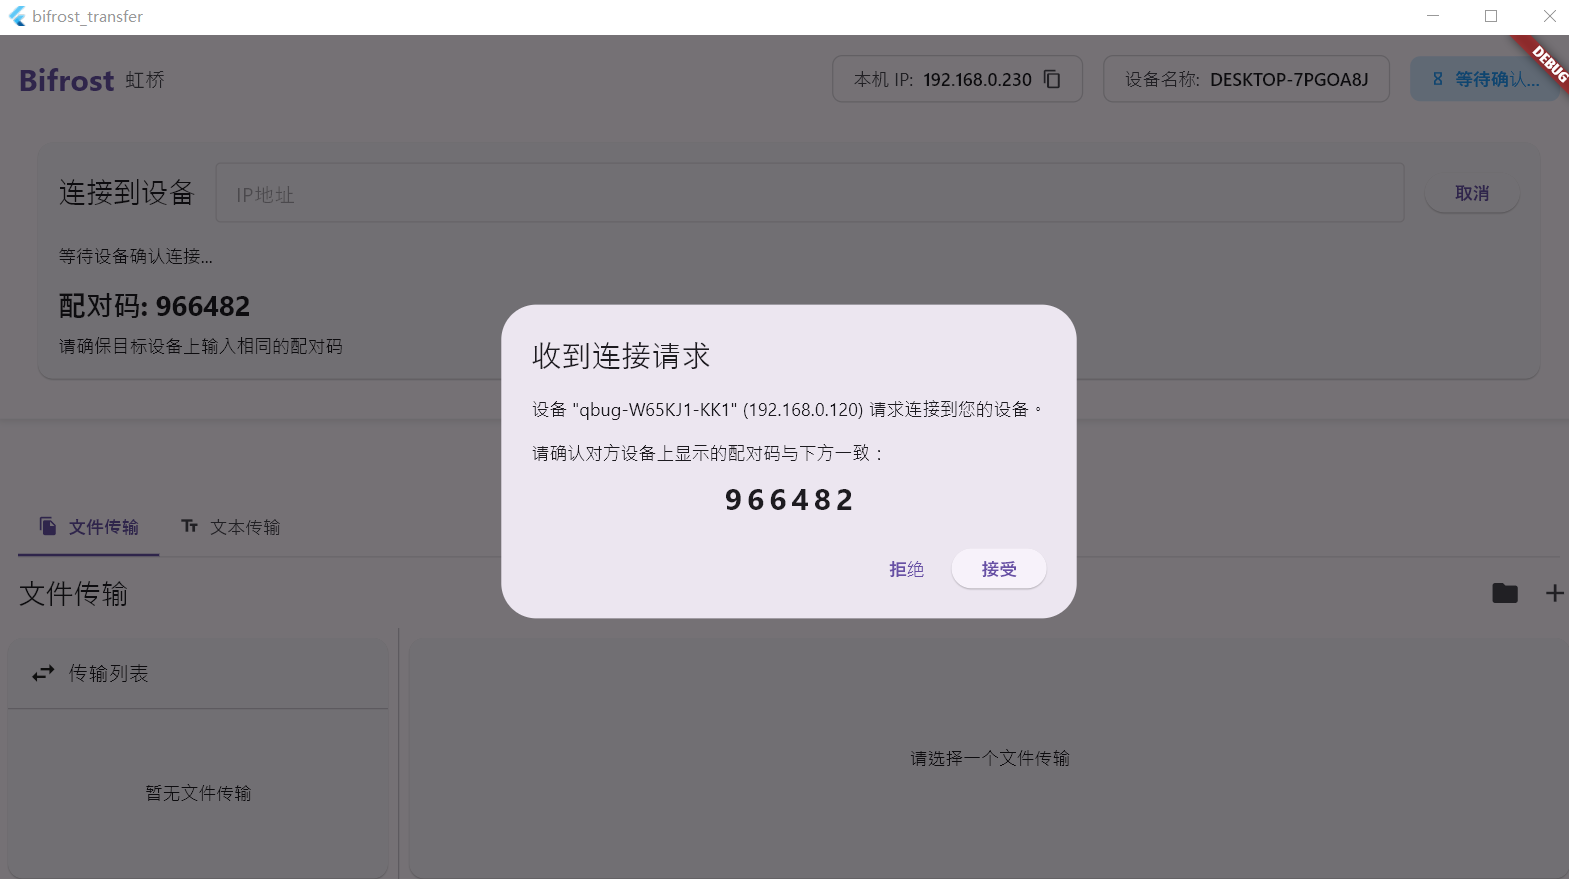 bifrost_transfer
DEBUG
Bifrost 虹桥
本机 IP: 192.168.0.230
设备名称: DESKTOP-7PGOA8J
等待确认...
连接到设备
IP地址
取消
等待设备确认连接...
配对码: 966482
请确保目标设备上输入相同的配对码
收到连接请求
设备 "qbug-W65KJ1-KK1" (192.168.0.120) 请求连接到您的设备。
请确认对方设备上显示的配对码与下方一致：
966482
拒绝
接受
文件传输
文本传输
文件传输
传输列表
暂无文件传输
请选择一个文件传输